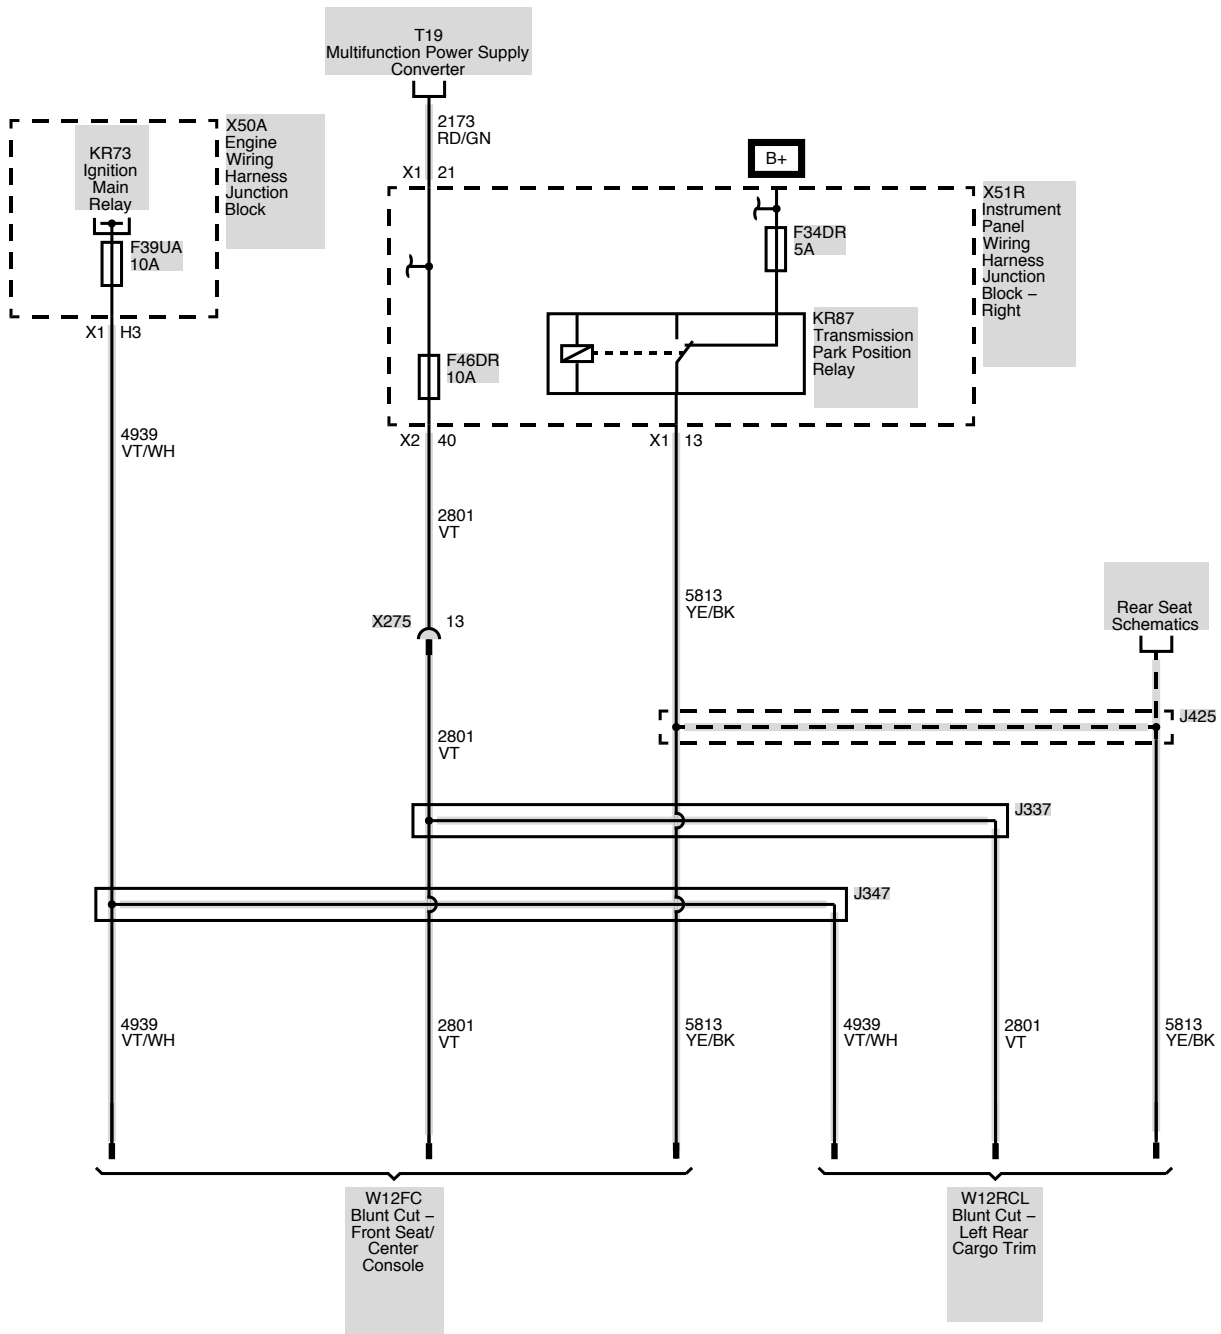 T19
Multifunction Power Supply
Converter
2173
RD/GN
X1 21
X50A
Engine
Wiring
Harness
Junction
Block
KR73
Ignition
Main
Relay
F39UA
10A
X1 H3
B+
X51R
Instrument
Panel
Wiring
Harness
Junction
Block –
Right
F34DR
5A
KR87
Transmission
Park Position
Relay
F46DR
10A
X2 40
X1 13
4939
VT/WH
2801
VT
5813
YE/BK
X275 13
Rear Seat
Schematics
J425
2801
VT
J337
J347
4939
VT/WH
2801
VT
5813
YE/BK
4939
VT/WH
2801
VT
5813
YE/BK
W12FC
Blunt Cut –
Front Seat/
Center
Console
W12RCL
Blunt Cut –
Left Rear
Cargo Trim